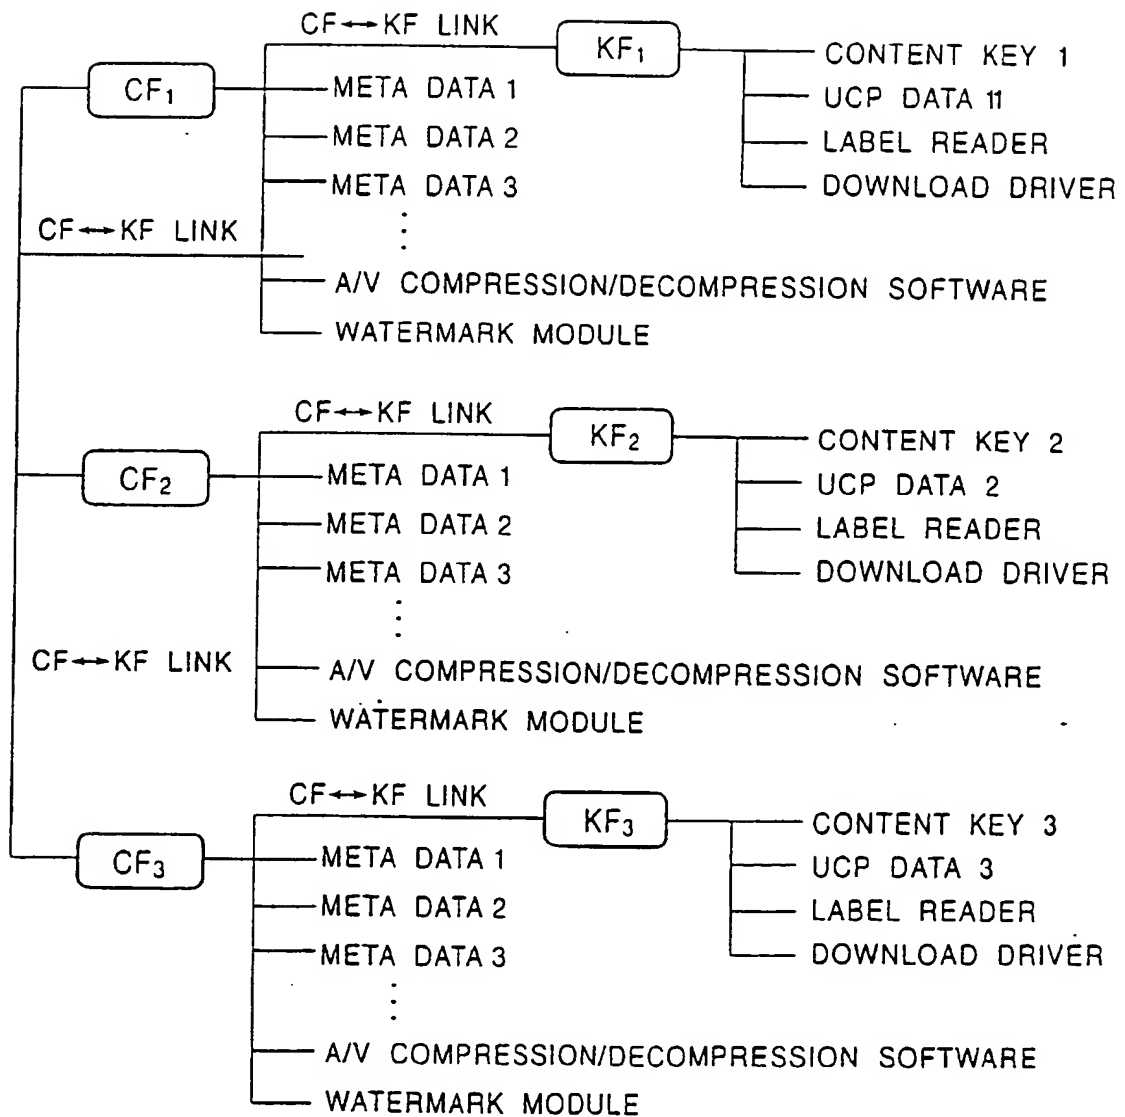 CF↔KF LINK
KF1
CONTENT KEY 1
CF1
META DATA 1
UCP DATA 11
META DATA 2
LABEL READER
META DATA 3
DOWNLOAD DRIVER
CF↔KF LINK
A/V COMPRESSION/DECOMPRESSION SOFTWARE
WATERMARK MODULE
CF↔KF LINK
KF2
CONTENT KEY 2
CF2
META DATA 1
UCP DATA 2
META DATA 2
LABEL READER
META DATA 3
DOWNLOAD DRIVER
CF↔KF LINK
A/V COMPRESSION/DECOMPRESSION SOFTWARE
WATERMARK MODULE
CF↔KF LINK
KF3
CONTENT KEY 3
CF3
META DATA 1
UCP DATA 3
META DATA 2
LABEL READER
META DATA 3
DOWNLOAD DRIVER
A/V COMPRESSION/DECOMPRESSION SOFTWARE
WATERMARK MODULE